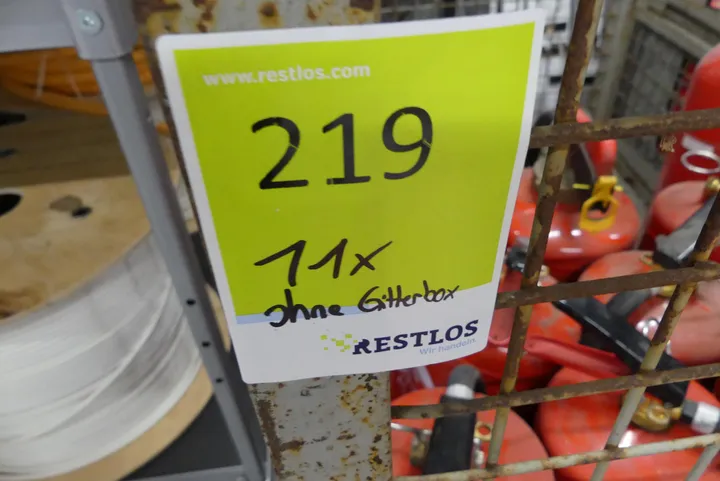 www.restlos.com
219
11x
ohne Gitterbox
RESTLOS
Wir handeln